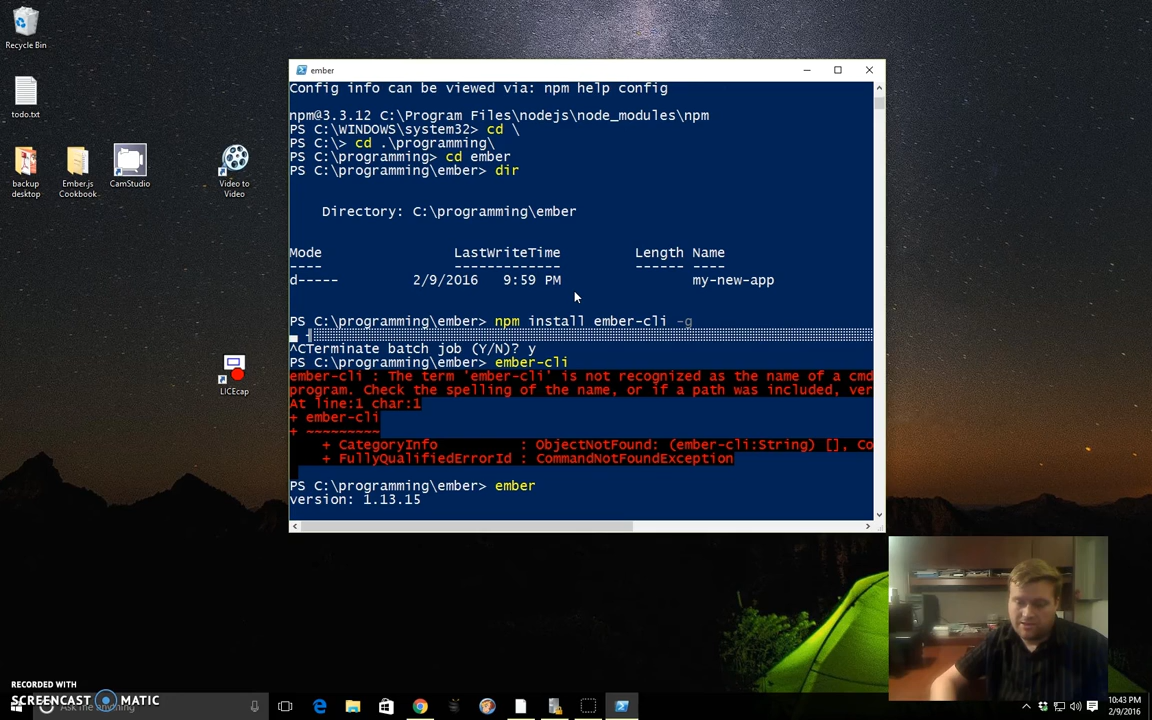 Recycle Bin
todo.txt
backup desktop
Ember.js Cookbook
CamStudio
Video to Video
LICEcap
ember
Config info can be viewed via: npm help config
npm@3.3.12 C:\Program Files\nodejs\node_modules\npm
PS C:\WINDOWS\system32> cd \
PS C:\> cd .\programming\
PS C:\programming> cd ember
PS C:\programming\ember> dir
Directory: C:\programming\ember
Mode LastWriteTime Length Name
---- ------------- ------ ----
d----- 2/9/2016 9:59 PM my-new-app
PS C:\programming\ember> npm install ember-cli -g
^CTerminate batch job (Y/N)? y
PS C:\programming\ember> ember-cli
ember-cli : The term 'ember-cli' is not recognized as the name of a cmd
program. Check the spelling of the name, or if a path was included, ver
At line:1 char:1
+ ember-cli
+ ~~~~~~~~~
+ CategoryInfo : ObjectNotFound: (ember-cli:String) [], Co
+ FullyQualifiedErrorId : CommandNotFoundException
PS C:\programming\ember> ember
version: 1.13.15
RECORDED WITH
SCREENCAST MATIC
Ask me anything
10:43 PM
2/9/2016